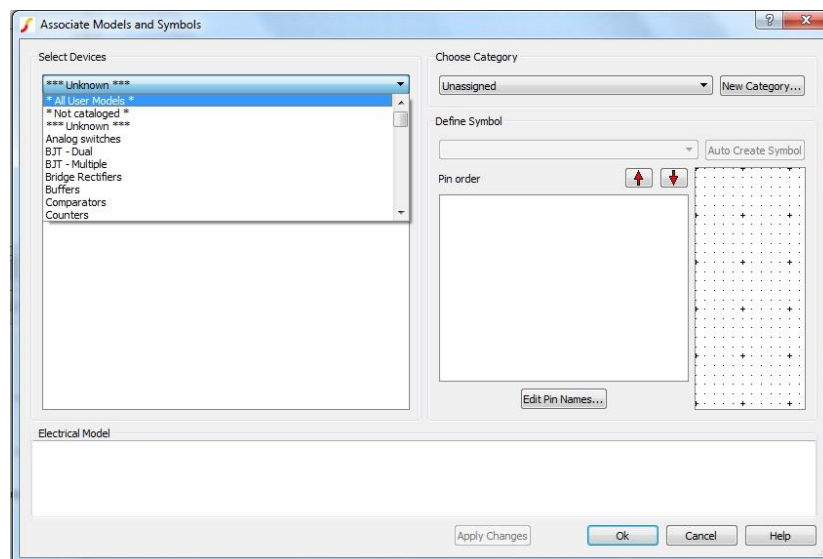 Associate Models and Symbols
Select Devices
*** Unknown ***
* All User Models *
* Not cataloged *
*** Unknown ***
Analog switches
BJT - Dual
BJT - Multiple
Bridge Rectifiers
Buffers
Comparators
Counters
Choose Category
Unassigned
New Category...
Define Symbol
Auto Create Symbol
Pin order
Edit Pin Names...
Electrical Model
Apply Changes
Ok
Cancel
Help